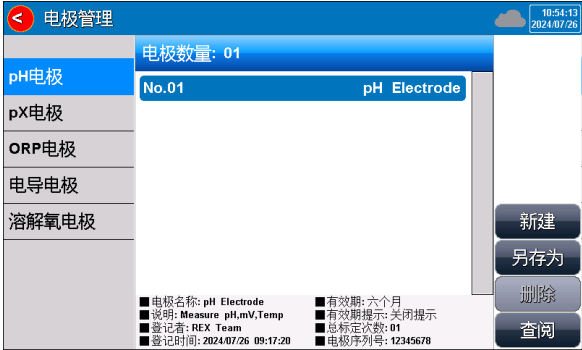 <
电极管理
10:54:13
2024/07/26
pH电极
pX电极
ORP电极
电导电极
溶解氧电极
电极数量: 01
No.01 pH Electrode
■电极名称: pH Electrode
■说明: Measure pH,mV,Temp
■登记者: REX Team
■登记时间: 2024/07/26 09:17:20
■有效期: 六个月
■有效期提示: 关闭提示
■总标定次数: 01
■电极序列号: 12345678
新建
另存为
删除
查阅